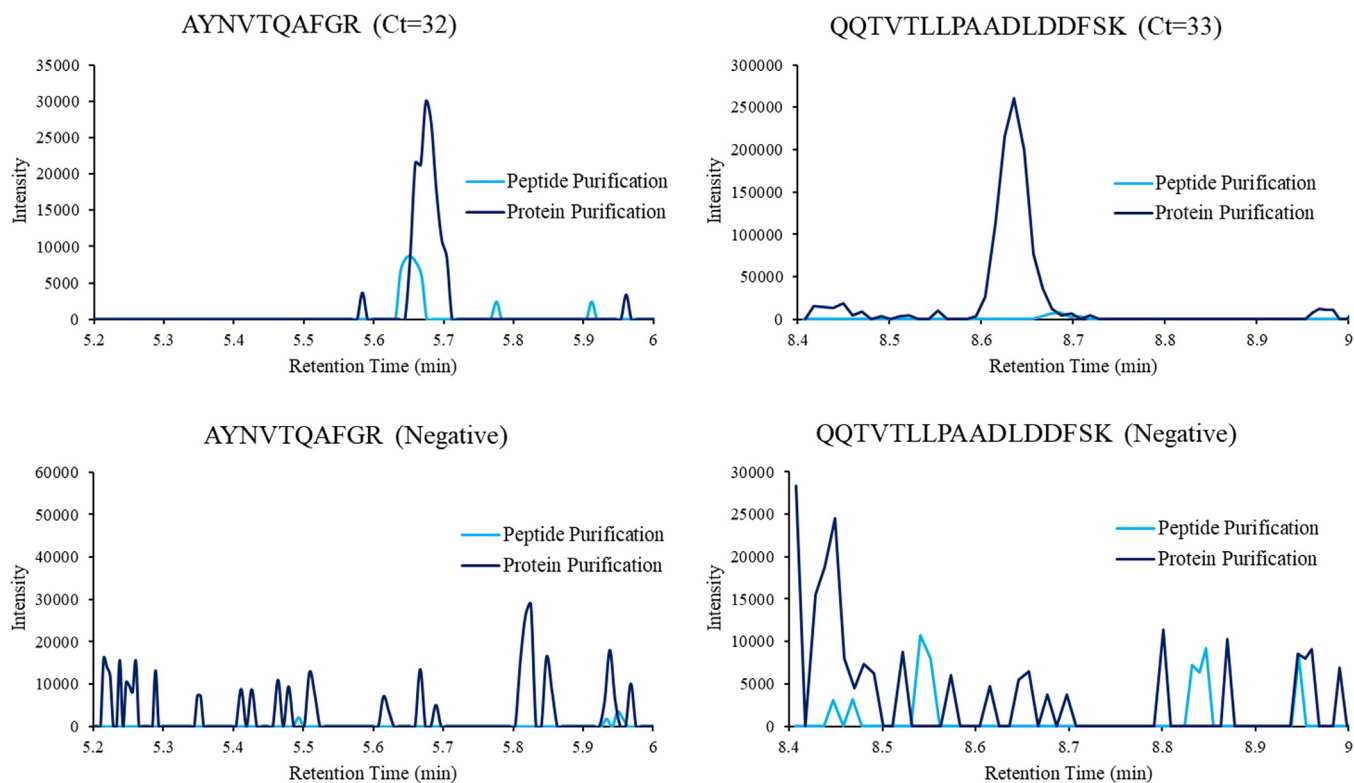 AYNVTQAFGR (Ct=32)
35000
30000
25000
20000
15000
10000
5000
0
Intensity
5.2 5.3 5.4 5.5 5.6 5.7 5.8 5.9 6
Retention Time (min)
Peptide Purification
Protein Purification
QQTVTLLPAADLDDFSK (Ct=33)
300000
250000
200000
150000
100000
50000
0
Intensity
8.4 8.5 8.6 8.7 8.8 8.9 9
Retention Time (min)
Peptide Purification
Protein Purification
AYNVTQAFGR (Negative)
60000
50000
40000
30000
20000
10000
0
Intensity
5.2 5.3 5.4 5.5 5.6 5.7 5.8 5.9 6
Retention Time (min)
Peptide Purification
Protein Purification
QQTVTLLPAADLDDFSK (Negative)
30000
25000
20000
15000
10000
5000
0
Intensity
8.4 8.5 8.6 8.7 8.8 8.9 9
Retention Time (min)
Peptide Purification
Protein Purification